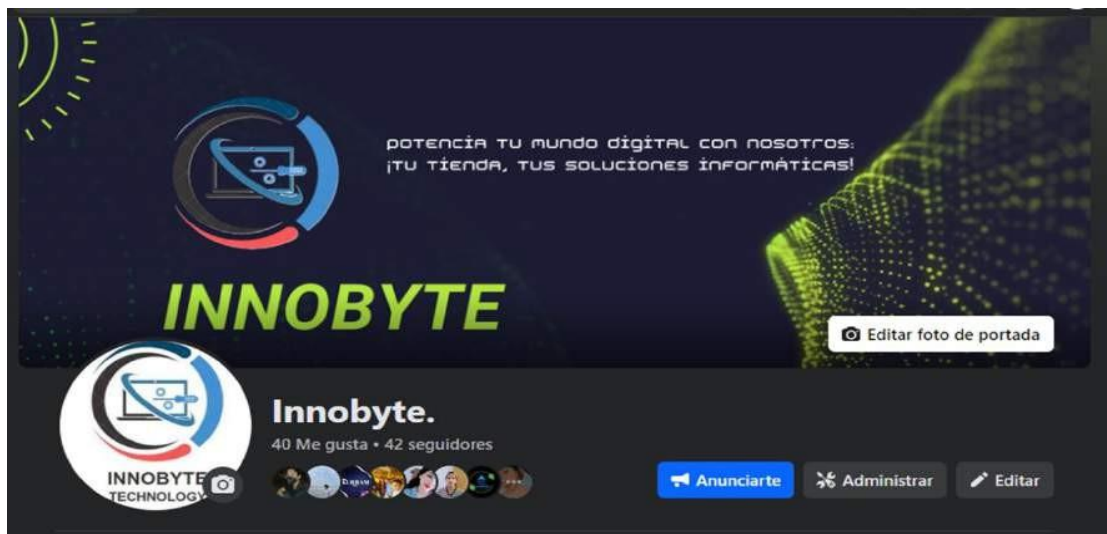 POTENCIA TU MUNDO DIGITAL CON NOSOTROS:
¡TU TIENDA, TUS SOLUCIONES INFORMÁTICAS!
INNOBYTE
Editar foto de portada
INNOBYTE
TECHNOLOGY
Innobyte.
40 Me gusta • 42 seguidores
Anunciarte
Administrar
Editar